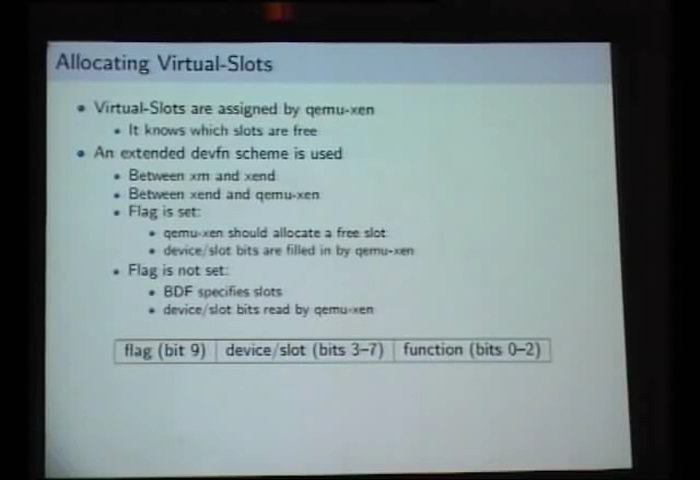 Allocating Virtual-Slots
• Virtual-Slots are assigned by qemu-xen
• It knows which slots are free
• An extended devfn scheme is used
• Between xm and xend
• Between xend and qemu-xen
• Flag is set:
• qemu-xen should allocate a free slot
• device/slot bits are filled in by qemu-xen
• Flag is not set:
• BDF specifies slots
• device/slot bits read by qemu-xen
flag (bit 9) device/slot (bits 3–7) function (bits 0–2)